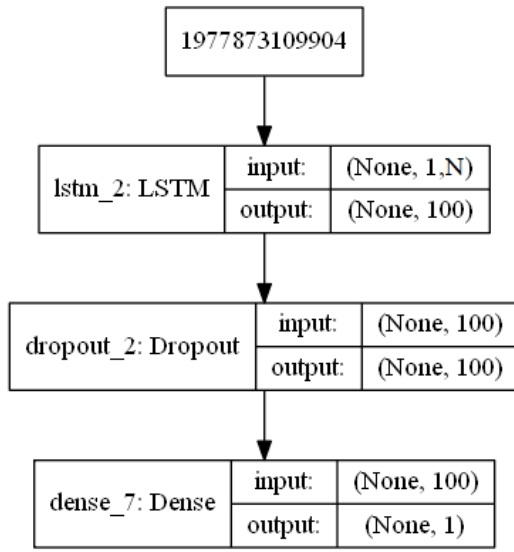 1977873109904
lstm_2: LSTM
input:
(None, 1,N)
output:
(None, 100)
dropout_2: Dropout
input:
(None, 100)
output:
(None, 100)
dense_7: Dense
input:
(None, 100)
output:
(None, 1)